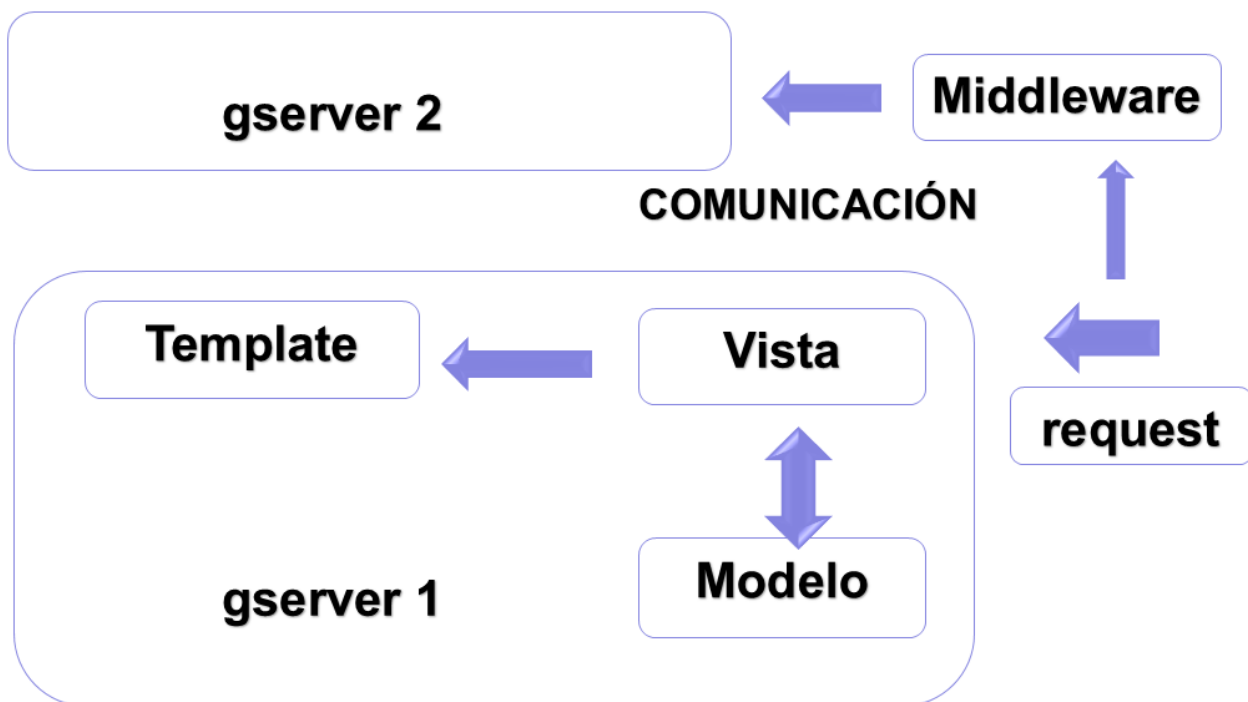 gserver 2
Middleware
COMUNICACIÓN
Template
Vista
request
Modelo
gserver 1